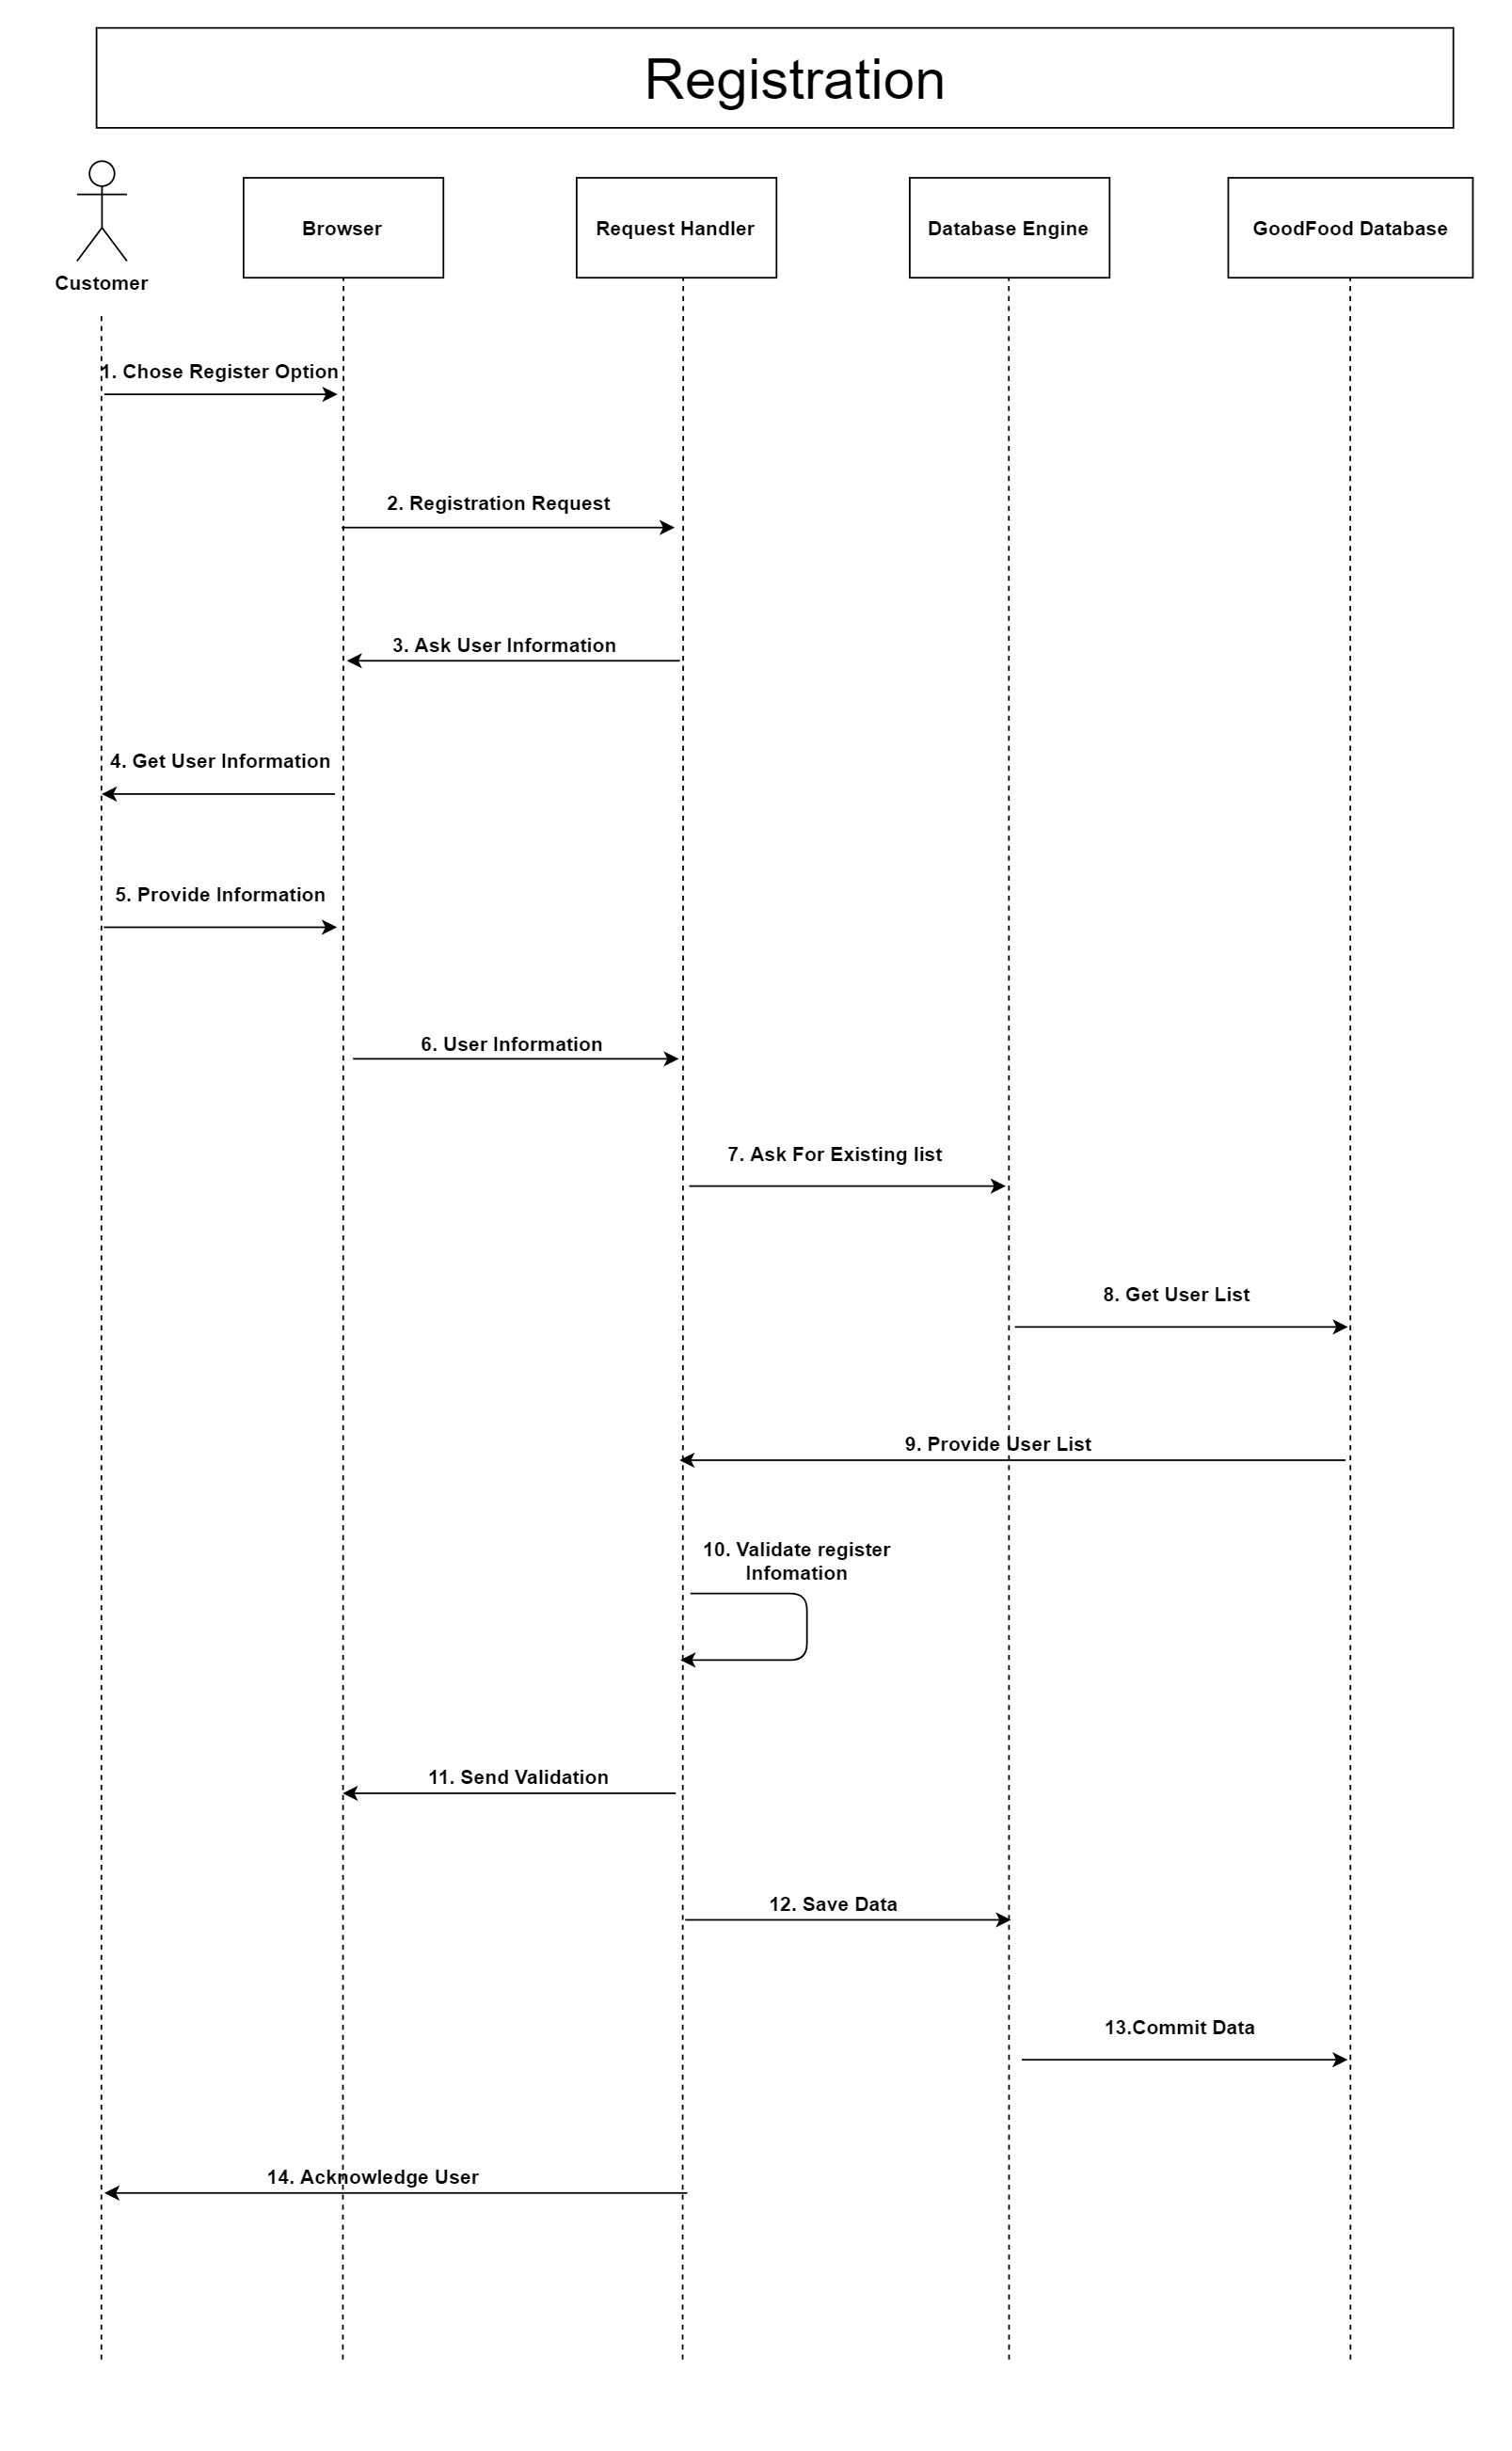 Registration
Customer
Browser
Request Handler
Database Engine
GoodFood Database
1. Chose Register Option
2. Registration Request
3. Ask User Information
4. Get User Information
5. Provide Information
6. User Information
7. Ask For Existing list
8. Get User List
9. Provide User List
10. Validate register
Infomation
11. Send Validation
12. Save Data
13.Commit Data
14. Acknowledge User